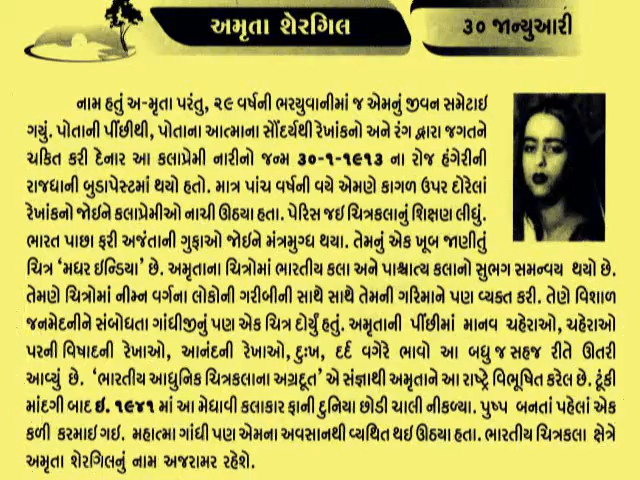 અમૃતા શેરગિલ
૩૦ જાન્યુઆરી
નામ હતું અ-મૃતા પરંતુ, ૨૯ વર્ષની ભરયુવાનીમાં જ એમનું જીવન સમેટાઇ
ગયું. પોતાની પીંછીથી, પોતાના આત્માના સૌંદર્યથી રેખાંકનો અને રંગ દ્વારા જગતને
ચકિત કરી દેનાર આ કલાપ્રેમી નારીનો જન્મ ૩૦-૧-૧૯૧૩ ના રોજ હંગેરીની
રાજધાની બુડાપેસ્ટમાં થયો હતો. માત્ર પાંચ વર્ષની વયે એમણે કાગળ ઉપર દોરેલાં
રેખાંકનો જોઇને કલાપ્રેમીઓ નાચી ઊઠયા હતા. પેરિસ જઇ ચિત્રકલાનું શિક્ષણ લીધું.
ભારત પાછા ફરી અજંતાની ગુફાઓ જોઇને મંત્રમુગ્ધ થયા. તેમનું એક ખૂબ જાણીતું
ચિત્ર ‘મધર ઇન્ડિયા’ છે. અમૃતાના ચિત્રોમાં ભારતીય કલા અને પાશ્ચાત્ય કલાનો સુભગ સમન્વય થયો છે.
તેમણે ચિત્રોમાં નીમ્ન વર્ગના લોકોની ગરીબીની સાથે સાથે તેમની ગરિમાને પણ વ્યક્ત કરી. તેણે વિશાળ
જનમેદનીને સંબોધતા ગાંધીજીનું પણ એક ચિત્ર દોર્યું હતું. અમૃતાની પીંછીમાં માનવ ચહેરાઓ, ચહેરાઓ
પરની વિષાદની રેખાઓ, આનંદની રેખાઓ, દુઃખ, દર્દ વગેરે ભાવો આ બધુ જ સહજ રીતે ઊતરી
આવ્યું છે. ‘ભારતીય આધુનિક ચિત્રકલાના અગ્રદૂત’ એ સંજ્ઞાથી અમૃતાને આ રાષ્ટ્રે વિભૂષિત કરેલ છે. ટૂંકી
માંદગી બાદ ઇ. ૧૯૪૧ માં આ મેધાવી કલાકાર ફાની દુનિયા છોડી ચાલી નીકળ્યા. પુષ્પ બનતાં પહેલાં એક
કળી કરમાઇ ગઇ. મહાત્મા ગાંધી પણ એમના અવસાનથી વ્યથિત થઇ ઊઠયા હતા. ભારતીય ચિત્રકલા ક્ષેત્રે
અમૃતા શેરગિલનું નામ અજરામર રહેશે.